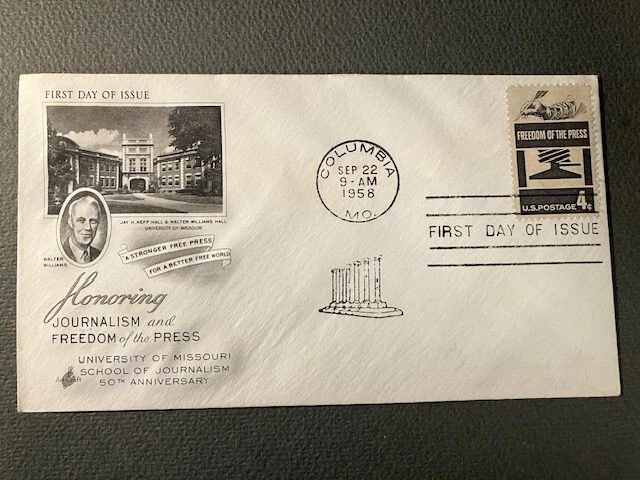 FIRST DAY OF ISSUE
JAY H. NEFF HALL & WALTER WILLIAMS HALL
UNIVERSITY OF MISSOURI
WALTER
WILLIAMS
A STRONGER FREE PRESS
FOR A BETTER FREE WORLD
Honoring
JOURNALISM and
FREEDOM of the PRESS
UNIVERSITY OF MISSOURI
SCHOOL OF JOURNALISM
50TH ANNIVERSARY
ArtCraft
COLUMBIA
SEP 22
9-AM
1958
MO.
FREEDOM OF THE PRESS
U.S. POSTAGE 4¢
FIRST DAY OF ISSUE